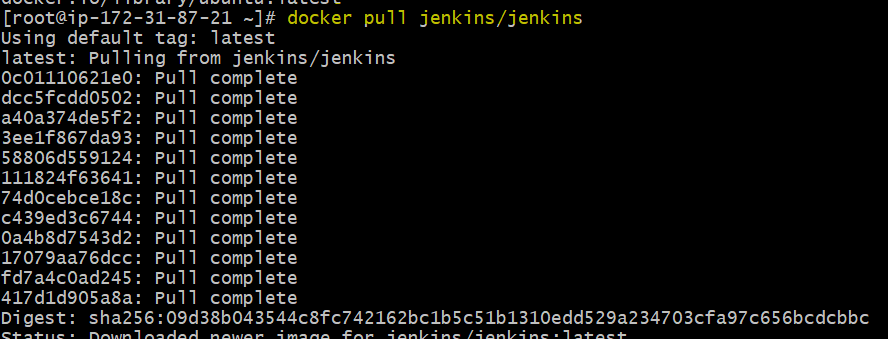 docker.io/library/ubuntu:latest
[root@ip-172-31-87-21 ~]# docker pull jenkins/jenkins
Using default tag: latest
latest: Pulling from jenkins/jenkins
0c01110621e0: Pull complete
dcc5fcdd0502: Pull complete
a40a374de5f2: Pull complete
3ee1f867da93: Pull complete
58806d559124: Pull complete
111824f63641: Pull complete
74d0cebce18c: Pull complete
c439ed3c6744: Pull complete
0a4b8d7543d2: Pull complete
17079aa76dcc: Pull complete
fd7a4c0ad245: Pull complete
417d1d905a8a: Pull complete
Digest: sha256:09d38b043544c8fc742162bc1b5c51b1310edd529a234703cfa97c656bcdcbbc
Status: Downloaded newer image for jenkins/jenkins:latest